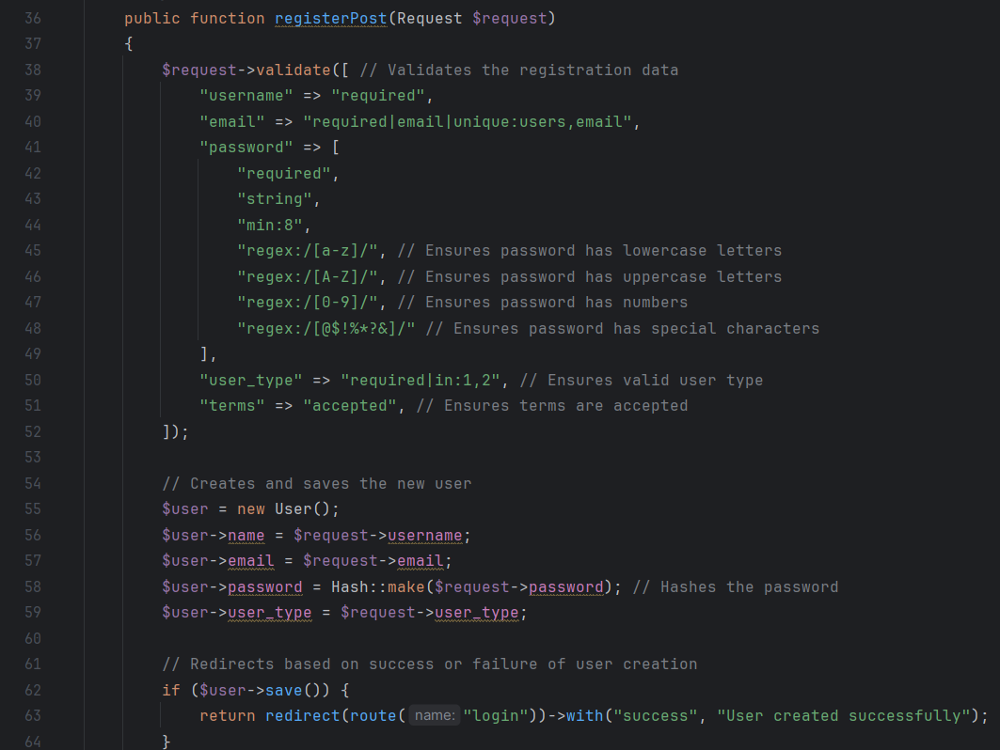 36 public function registerPost(Request $request)
37 {
38 $request->validate([ // Validates the registration data
39 "username" => "required",
40 "email" => "required|email|unique:users,email",
41 "password" => [
42 "required",
43 "string",
44 "min:8",
45 "regex:/[a-z]/", // Ensures password has lowercase letters
46 "regex:/[A-Z]/", // Ensures password has uppercase letters
47 "regex:/[0-9]/", // Ensures password has numbers
48 "regex:/[@$!%*?&]/" // Ensures password has special characters
49 ],
50 "user_type" => "required|in:1,2", // Ensures valid user type
51 "terms" => "accepted", // Ensures terms are accepted
52 ]);
53
54 // Creates and saves the new user
55 $user = new User();
56 $user->name = $request->username;
57 $user->email = $request->email;
58 $user->password = Hash::make($request->password); // Hashes the password
59 $user->user_type = $request->user_type;
60
61 // Redirects based on success or failure of user creation
62 if ($user->save()) {
63 return redirect(route( name: "login"))->with("success", "User created successfully");
64 }